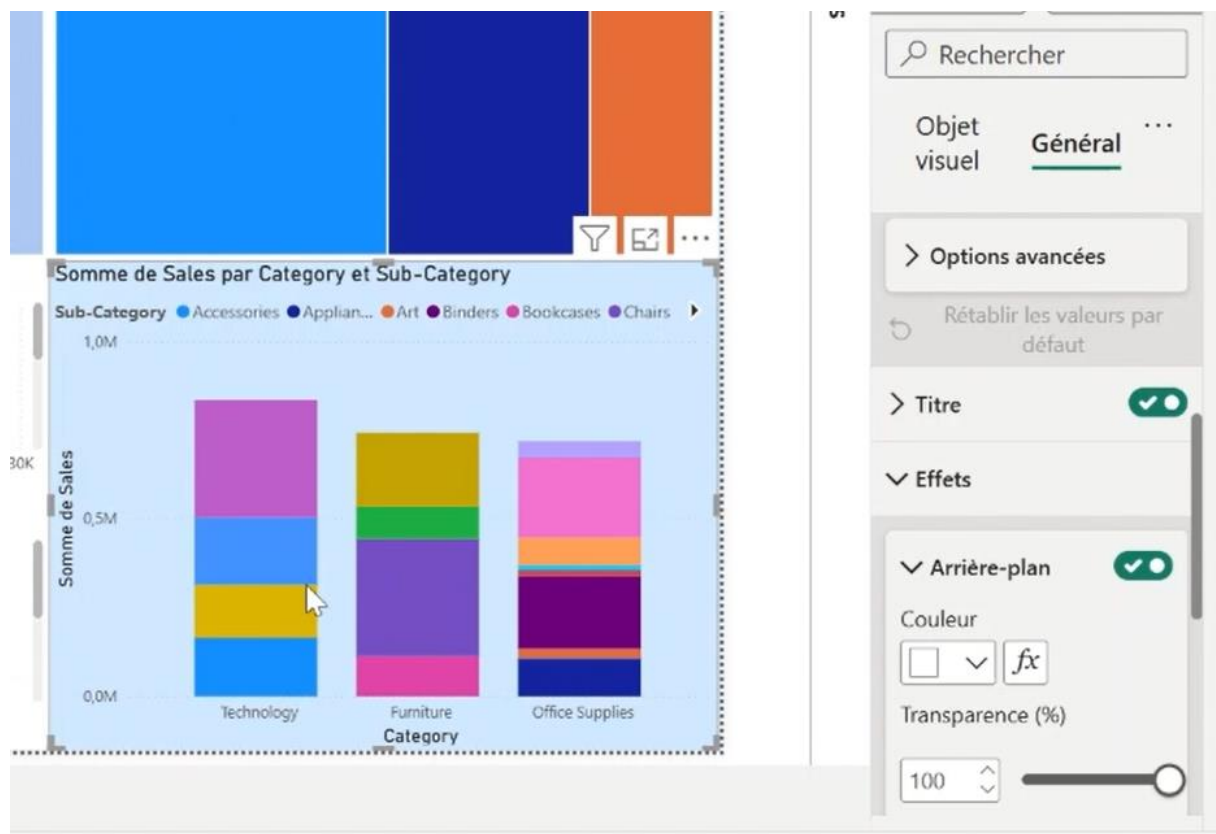 Rechercher
Objet
visuel
Général
Options avancées
Rétablir les valeurs par
défaut
Titre
Effets
Arrière-plan
Couleur
fx
Transparence (%)
100
Somme de Sales par Category et Sub-Category
Sub-Category Accessories Applian... Art Binders Bookcases Chairs
1,0M
0,5M
0,0M
Somme de Sales
Technology Furniture Office Supplies
Category